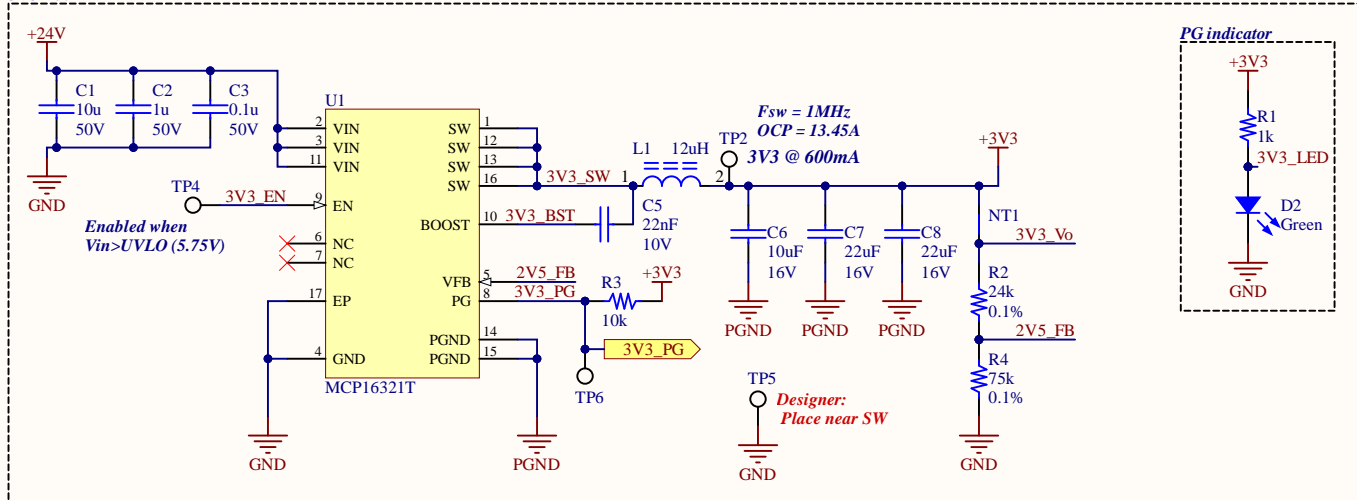 +24V
C1
10u
50V
C2
1u
50V
C3
0.1u
50V
GND
TP4
3V3_EN
Enabled when
Vin>UVLO (5.75V)
U1
2 VIN
3 VIN
11 VIN
9 EN
6 NC
7 NC
17 EP
4 GND
SW 1
SW 12
SW 13
SW 16
BOOST 10
VFB 5
PG 8
PGND 14
PGND 15
MCP16321T
GND
PGND
3V3_SW
3V3_BST
2V5_FB
3V3_PG
C5
22nF
10V
L1 12uH
1
2
TP2
Fsw = 1MHz
OCP = 13.45A
3V3 @ 600mA
R3
10k
+3V3
3V3_PG
TP6
C6
10uF
16V
PGND
C7
22uF
16V
PGND
C8
22uF
16V
PGND
+3V3
NT1
3V3_Vo
R2
24k
0.1%
2V5_FB
R4
75k
0.1%
GND
TP5
Designer:
Place near SW
GND
PG indicator
+3V3
R1
1k
3V3_LED
D2
Green
GND